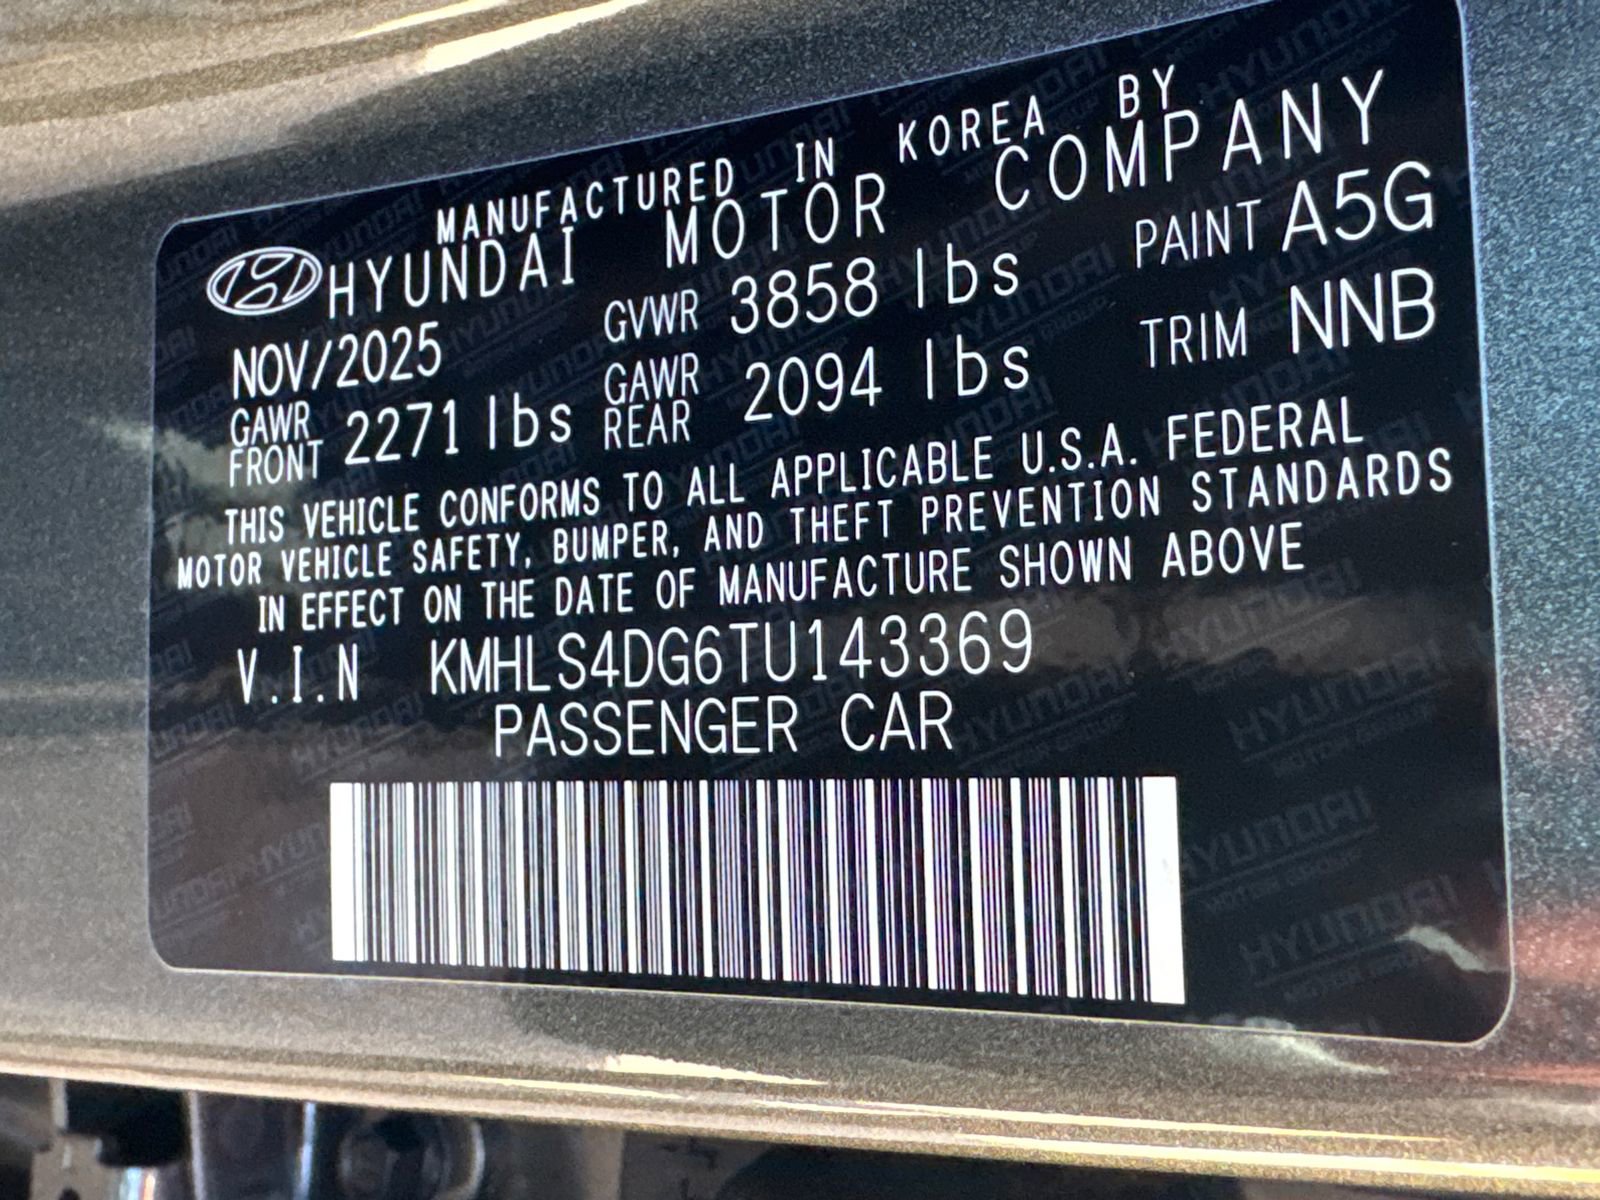 MANUFACTURED IN KOREA BY
HYUNDAI MOTOR COMPANY
NOV/2025 GVWR 3858 lbs PAINT A5G
GAWR FRONT 2271 lbs GAWR REAR 2094 lbs TRIM NNB
THIS VEHICLE CONFORMS TO ALL APPLICABLE U.S.A. FEDERAL
MOTOR VEHICLE SAFETY, BUMPER, AND THEFT PREVENTION STANDARDS
IN EFFECT ON THE DATE OF MANUFACTURE SHOWN ABOVE
V.I.N KMHLS4DG6TU143369
PASSENGER CAR